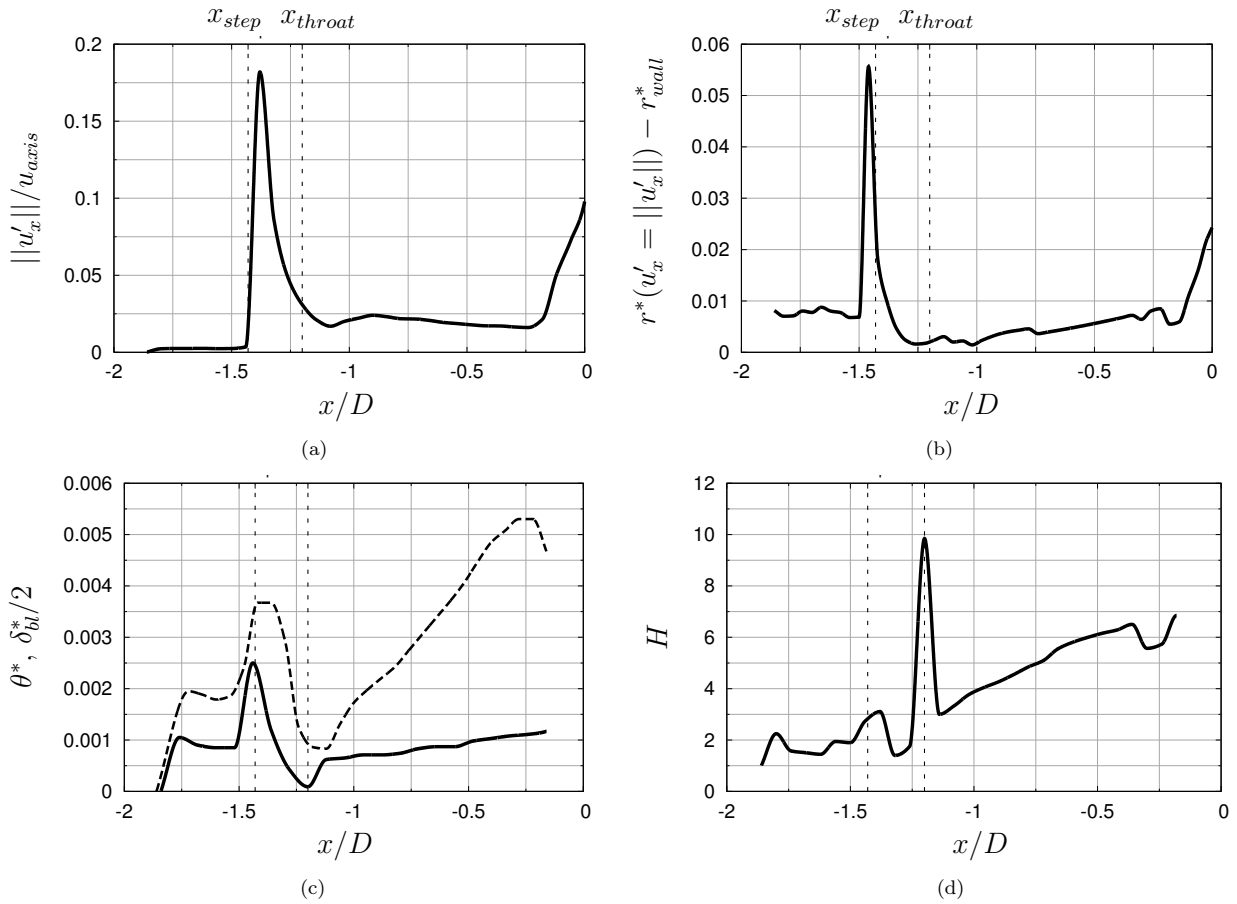 x_step x_throat
0.2
0.15
0.1
0.05
0
-2 -1.5 -1 -0.5 0
||u'_x||/u_axis
x/D
(a)
x_step x_throat
0.06
0.05
0.04
0.03
0.02
0.01
0
-2 -1.5 -1 -0.5 0
r*(u'_x = ||u'_x||) − r*_wall
x/D
(b)
0.006
0.005
0.004
0.003
0.002
0.001
0
-2 -1.5 -1 -0.5 0
θ*, δ*_bl/2
x/D
(c)
12
10
8
6
4
2
0
-2 -1.5 -1 -0.5 0
H
x/D
(d)